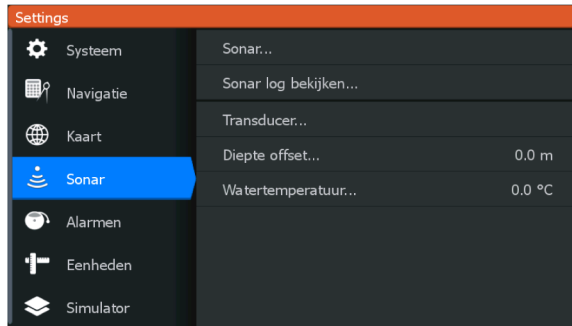 Settings
Systeem
Navigatie
Kaart
Sonar
Alarmen
Eenheden
Simulator
Sonar...
Sonar log bekijken...
Transducer...
Diepte offset... 0.0 m
Watertemperatuur... 0.0 °C